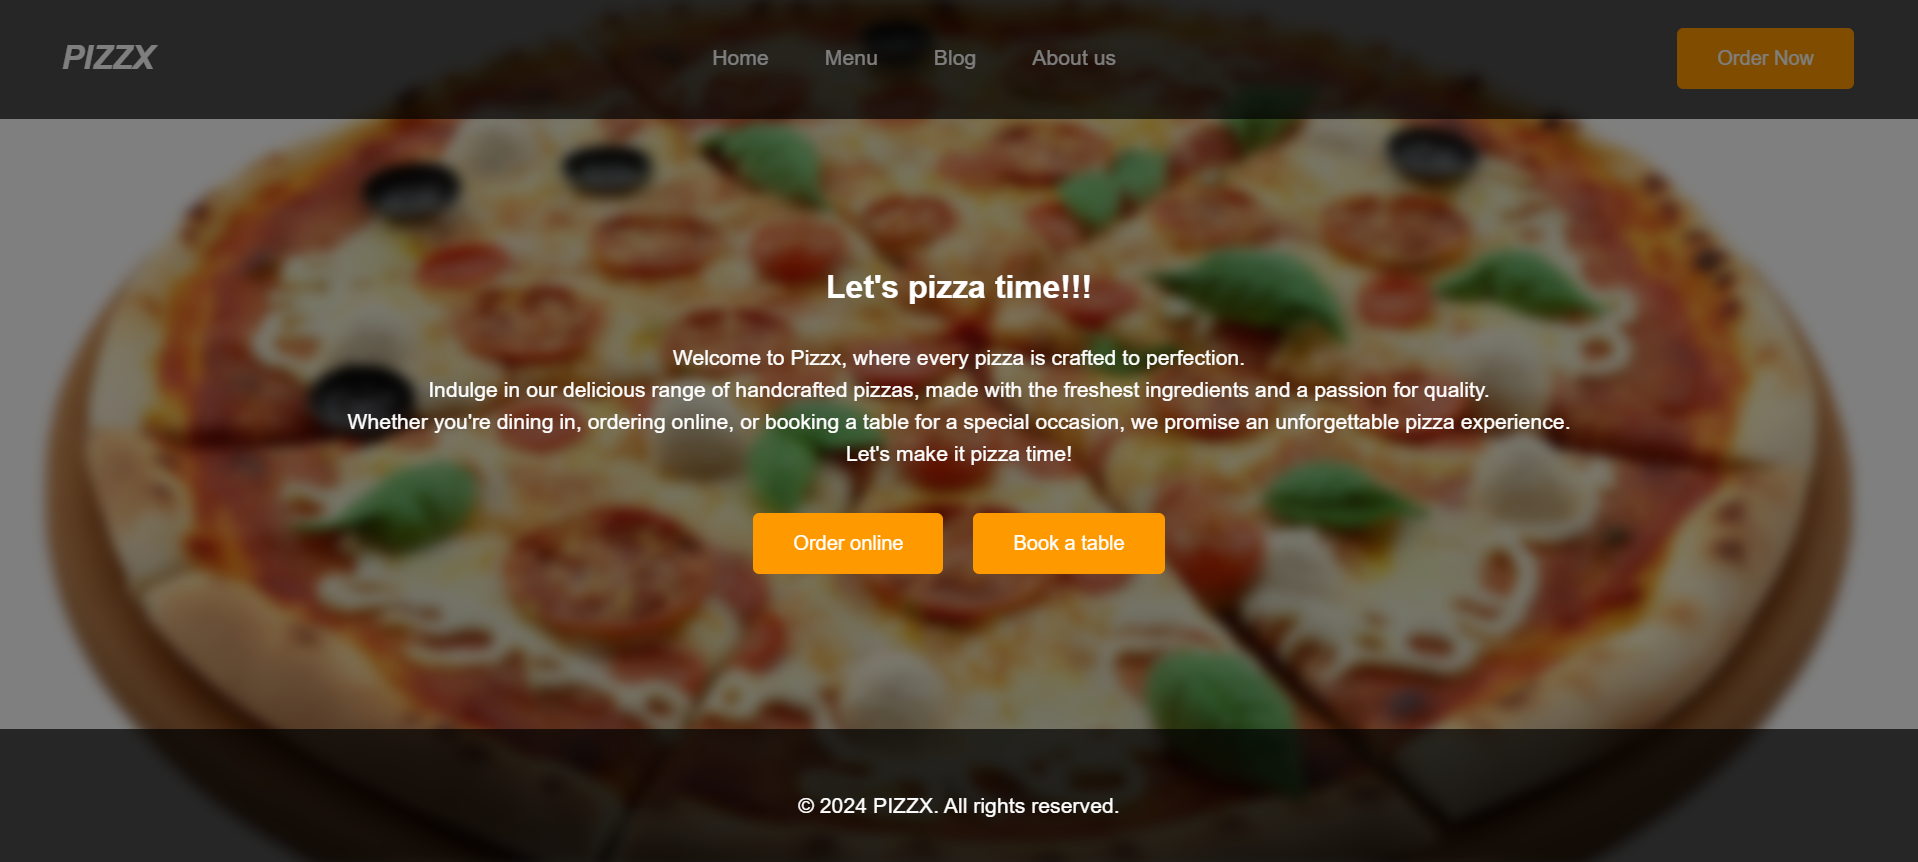 PIZZX
Home
Menu
Blog
About us
Order Now
Let's pizza time!!!
Welcome to Pizzx, where every pizza is crafted to perfection.
Indulge in our delicious range of handcrafted pizzas, made with the freshest ingredients and a passion for quality.
Whether you're dining in, ordering online, or booking a table for a special occasion, we promise an unforgettable pizza experience.
Let's make it pizza time!
Order online
Book a table
© 2024 PIZZX. All rights reserved.